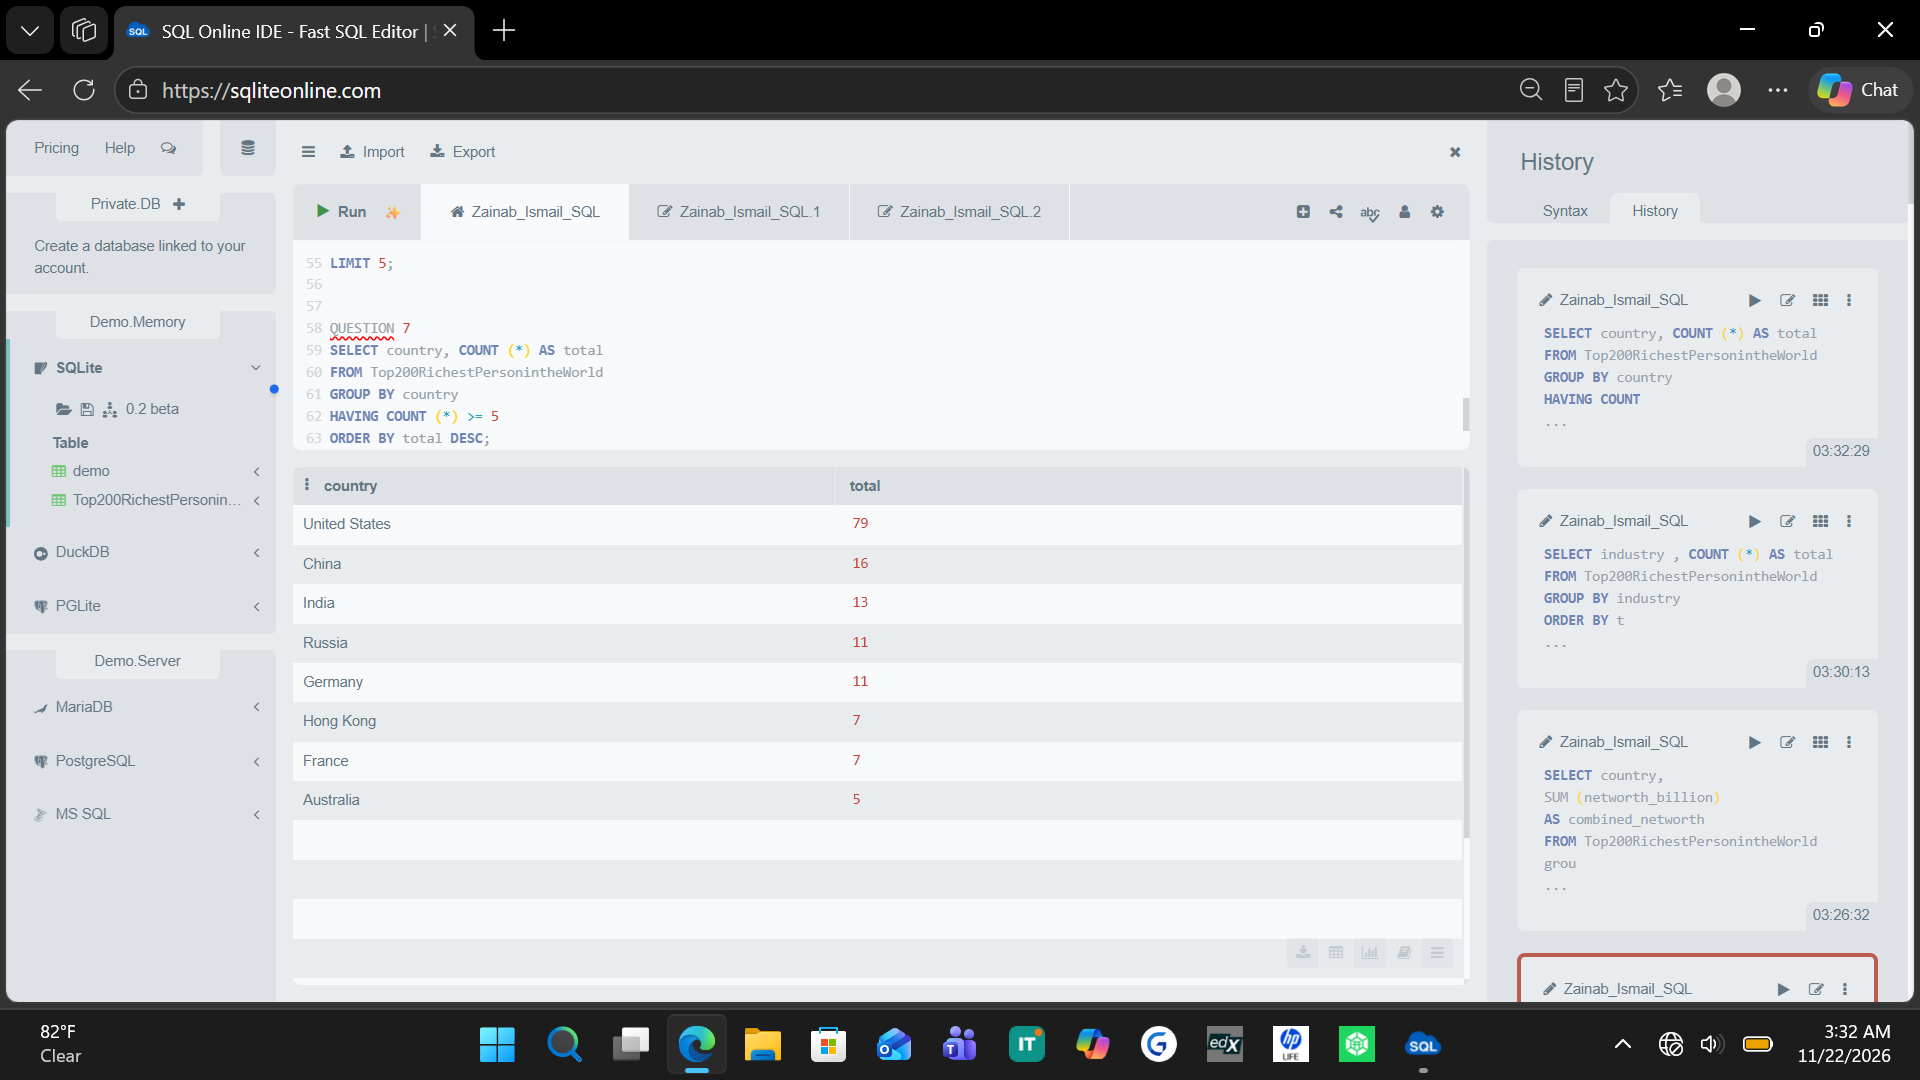 SQL Online IDE - Fast SQL Editor |
https://sqliteonline.com
Chat
Pricing
Help
Import
Export
Private.DB
Create a database linked to your
account.
Demo.Memory
SQLite
0.2 beta
Table
demo
Top200RichestPersonin...
DuckDB
PGLite
Demo.Server
MariaDB
PostgreSQL
MS SQL
Run
Zainab_Ismail_SQL
Zainab_Ismail_SQL.1
Zainab_Ismail_SQL.2
abc
55 LIMIT 5;
56
57
58 QUESTION 7
59 SELECT country, COUNT (*) AS total
60 FROM Top200RichestPersonintheWorld
61 GROUP BY country
62 HAVING COUNT (*) >= 5
63 ORDER BY total DESC;
country total
United States 79
China 16
India 13
Russia 11
Germany 11
Hong Kong 7
France 7
Australia 5
History
Syntax
History
Zainab_Ismail_SQL
SELECT country, COUNT (*) AS total
FROM Top200RichestPersonintheWorld
GROUP BY country
HAVING COUNT
...
03:32:29
Zainab_Ismail_SQL
SELECT industry , COUNT (*) AS total
FROM Top200RichestPersonintheWorld
GROUP BY industry
ORDER BY t
...
03:30:13
Zainab_Ismail_SQL
SELECT country,
SUM (networth_billion)
AS combined_networth
FROM Top200RichestPersonintheWorld
grou
...
03:26:32
Zainab_Ismail_SQL
82°F
Clear
SQL
IT
edX
hp
LIFE
SQL
3:32 AM
11/22/2026